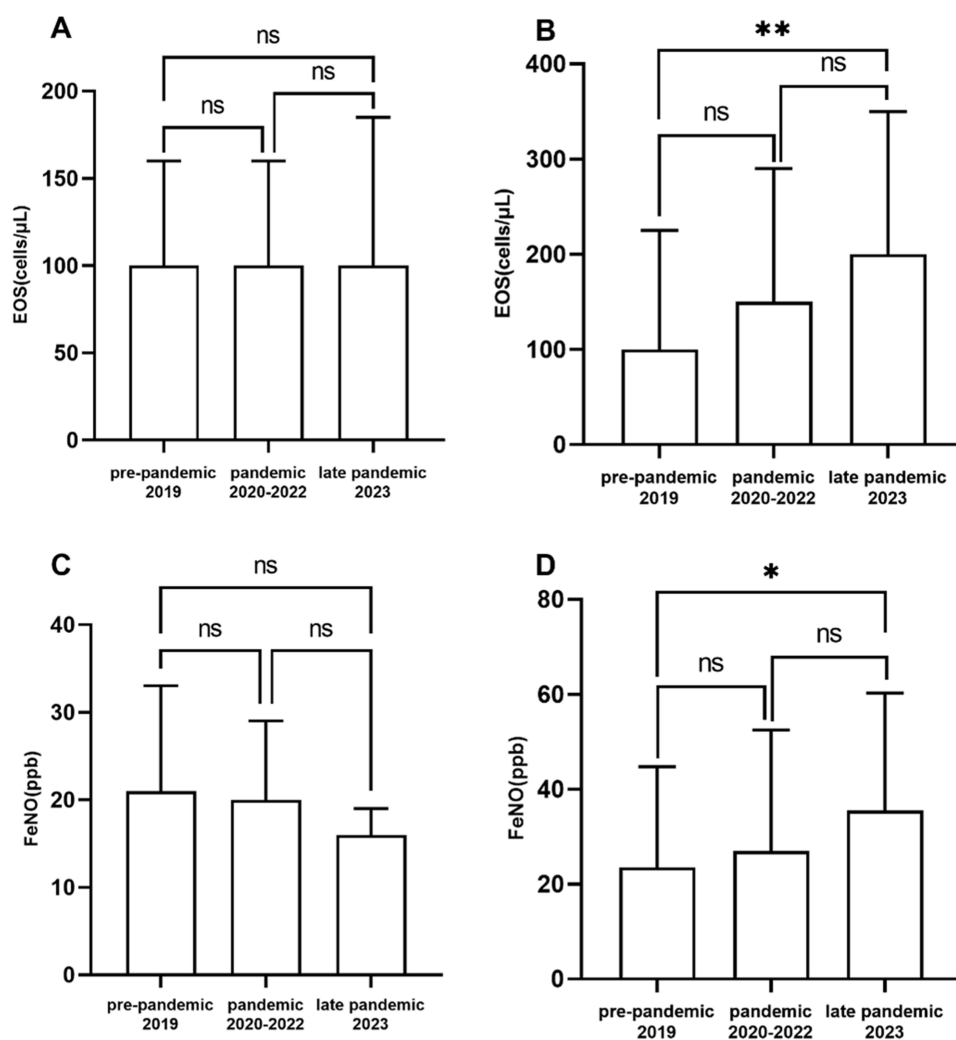 A
ns
ns
ns
200
150
100
50
0
EOS(cells/μL)
pre-pandemic
2019
pandemic
2020-2022
late pandemic
2023
B
**
ns
ns
400
300
200
100
0
EOS(cells/μL)
pre-pandemic
2019
pandemic
2020-2022
late pandemic
2023
C
ns
ns
ns
40
30
20
10
0
FeNO(ppb)
pre-pandemic
2019
pandemic
2020-2022
late pandemic
2023
D
*
ns
ns
80
60
40
20
0
FeNO(ppb)
pre-pandemic
2019
pandemic
2020-2022
late pandemic
2023